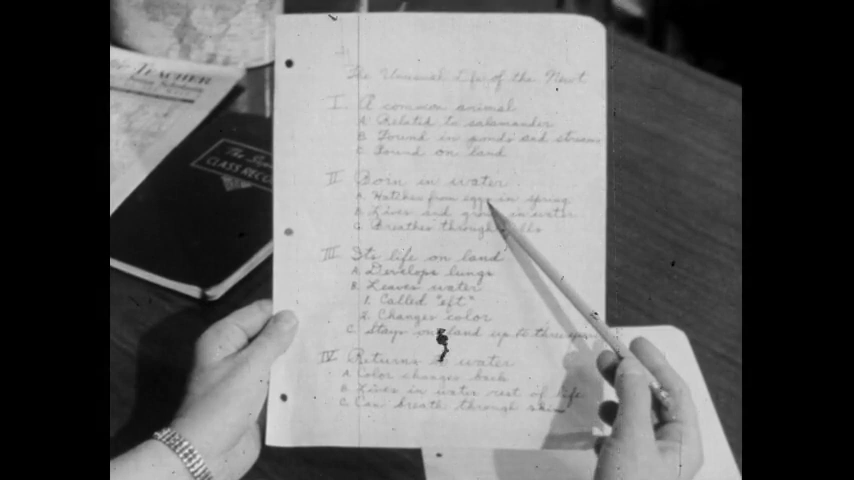 TEACHER
The
CLASS RECORD
The Unusual Life of the Newt
I A common animal
A. Related to salamander
B. Found in ponds and streams
C. Found on land
II Born in water
A. Hatches from eggs in spring
B. Lives and grows in water
C. Breathes through gills
III Its life on land
A. Develops lungs
B. Leaves water
1. Called "eft"
2. Changes color
C. Stays on land up to three
IV Returns to water
A. Color changes back
B. Lives in water rest of life
C. Can breath through skin